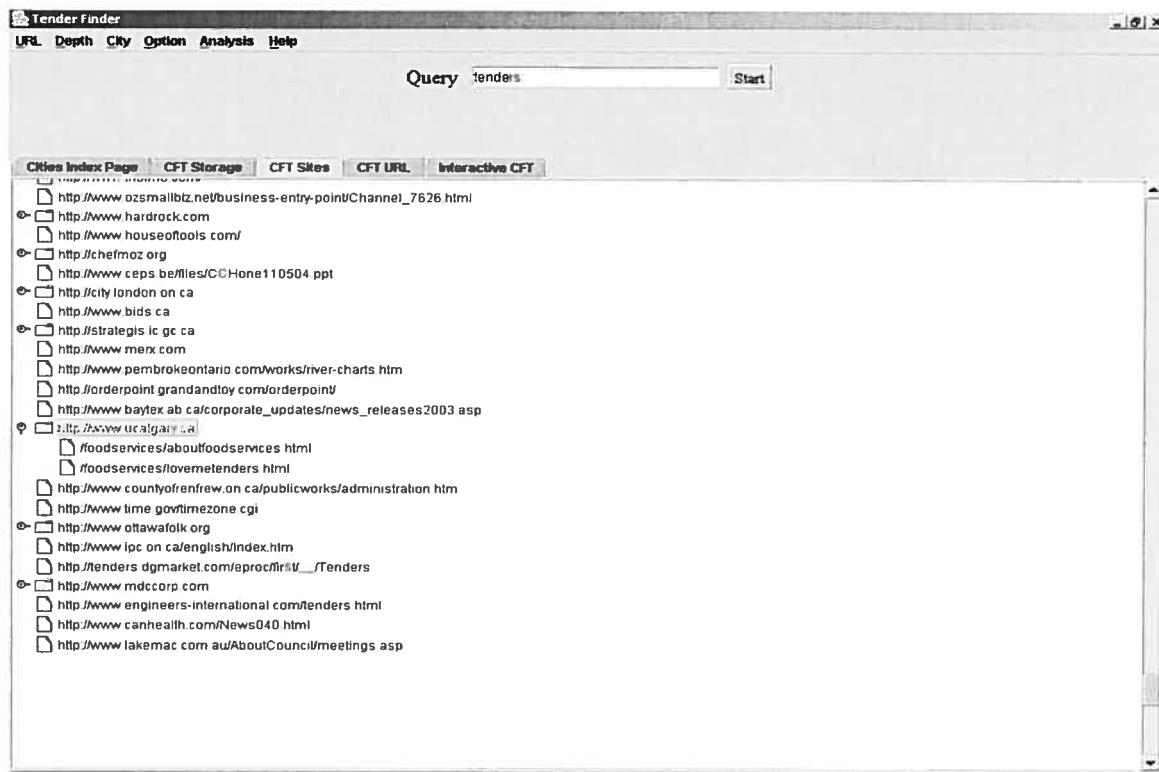 Tender Finder
URL Depth City Option Analysis Help
Query tenders Start
Cities Index Page CFT Storage CFT Sites CFT URL Interactive CFT
http://www.ozsmallbiz.net/business-entry-point/Channel_7626.html
http://www.hardrock.com
http://www.houseoftools com/
http://chefmoz org
http://www ceps be/files/CCHone110504 ppt
http://city london on ca
http://www.bids ca
http://strategis ic gc ca
http://www merx com
http://www.pembrokeontario com/works/river-charts htm
http://orderpoint grandandtoy com/orderpoint/
http://www baytex ab ca/corporate_updates/news_releases2003 asp
http://www ucalgary ca
/foodservices/aboutfoodservices html
/foodservices/lovemetenders html
http://www countyofrenfrew.on ca/publicworks/administration htm
http://www time gov/timezone cgi
http://www ottawafolk org
http://www ipc on ca/english/index.htm
http://tenders dgmarket.com/eproc/first/__/Tenders
http://www mdccorp com
http://www engineers-international com/tenders html
http://www canhealth.com/News040 html
http://www lakemac com au/AboutCouncil/meetings asp